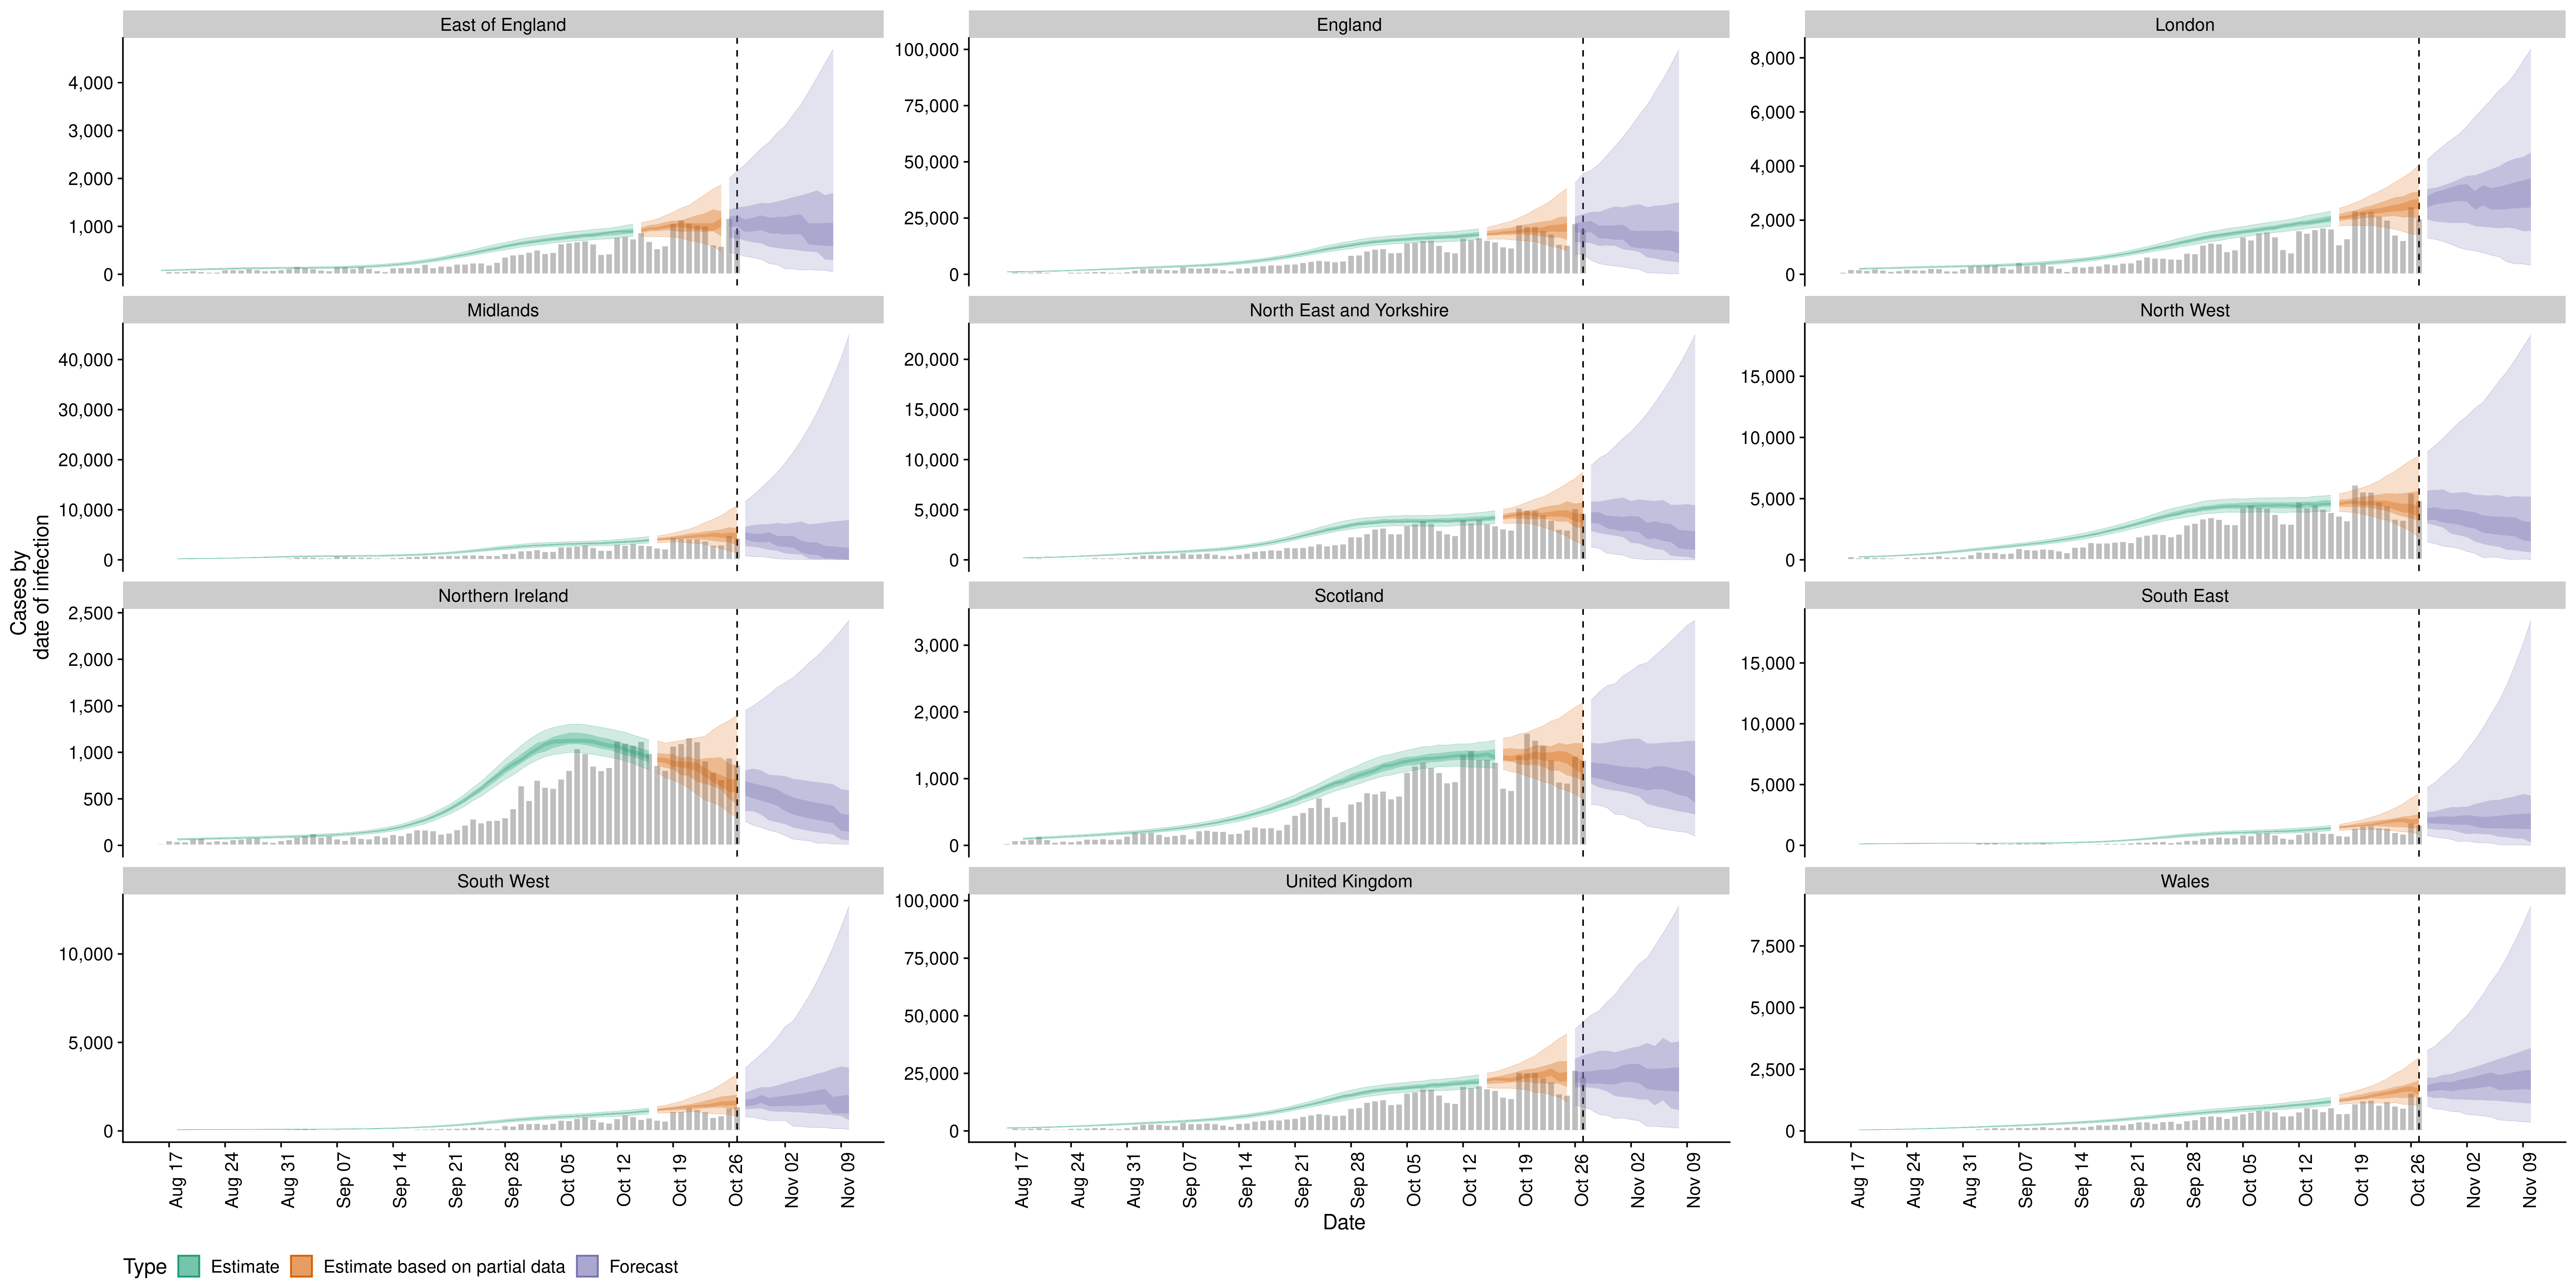 East of England
England
London
4,000
3,000
2,000
1,000
0
100,000
75,000
50,000
25,000
0
8,000
6,000
4,000
2,000
0
Midlands
North East and Yorkshire
North West
40,000
30,000
20,000
10,000
0
20,000
15,000
10,000
5,000
0
15,000
10,000
5,000
0
Cases by
date of infection
Northern Ireland
Scotland
South East
2,500
2,000
1,500
1,000
500
0
3,000
2,000
1,000
0
15,000
10,000
5,000
0
South West
United Kingdom
Wales
10,000
5,000
0
100,000
75,000
50,000
25,000
0
7,500
5,000
2,500
0
Aug 17
Aug 24
Aug 31
Sep 07
Sep 14
Sep 21
Sep 28
Oct 05
Oct 12
Oct 19
Oct 26
Nov 02
Nov 09
Aug 17
Aug 24
Aug 31
Sep 07
Sep 14
Sep 21
Sep 28
Oct 05
Oct 12
Oct 19
Oct 26
Nov 02
Nov 09
Aug 17
Aug 24
Aug 31
Sep 07
Sep 14
Sep 21
Sep 28
Oct 05
Oct 12
Oct 19
Oct 26
Nov 02
Nov 09
Date
Type Estimate Estimate based on partial data Forecast